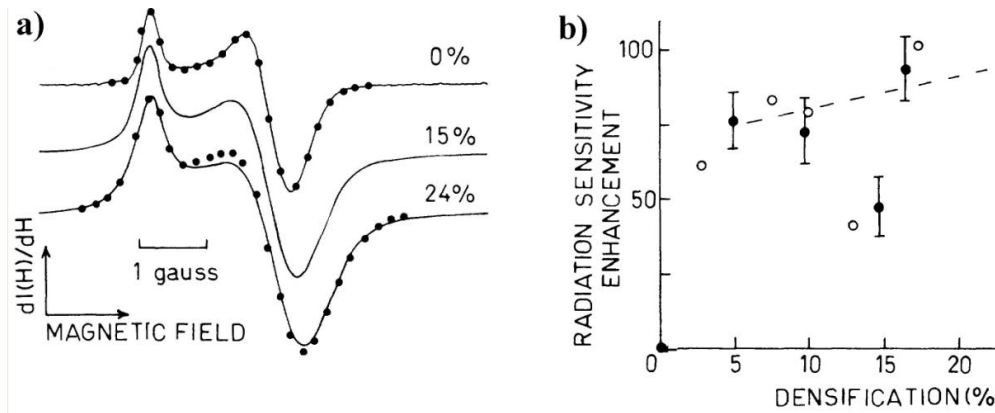 a)
0%
15%
24%
1 gauss
dI(H)/dH
MAGNETIC FIELD
b)
RADIATION SENSITIVITY
ENHANCEMENT
100
50
0
5
10
15
20
DENSIFICATION(%